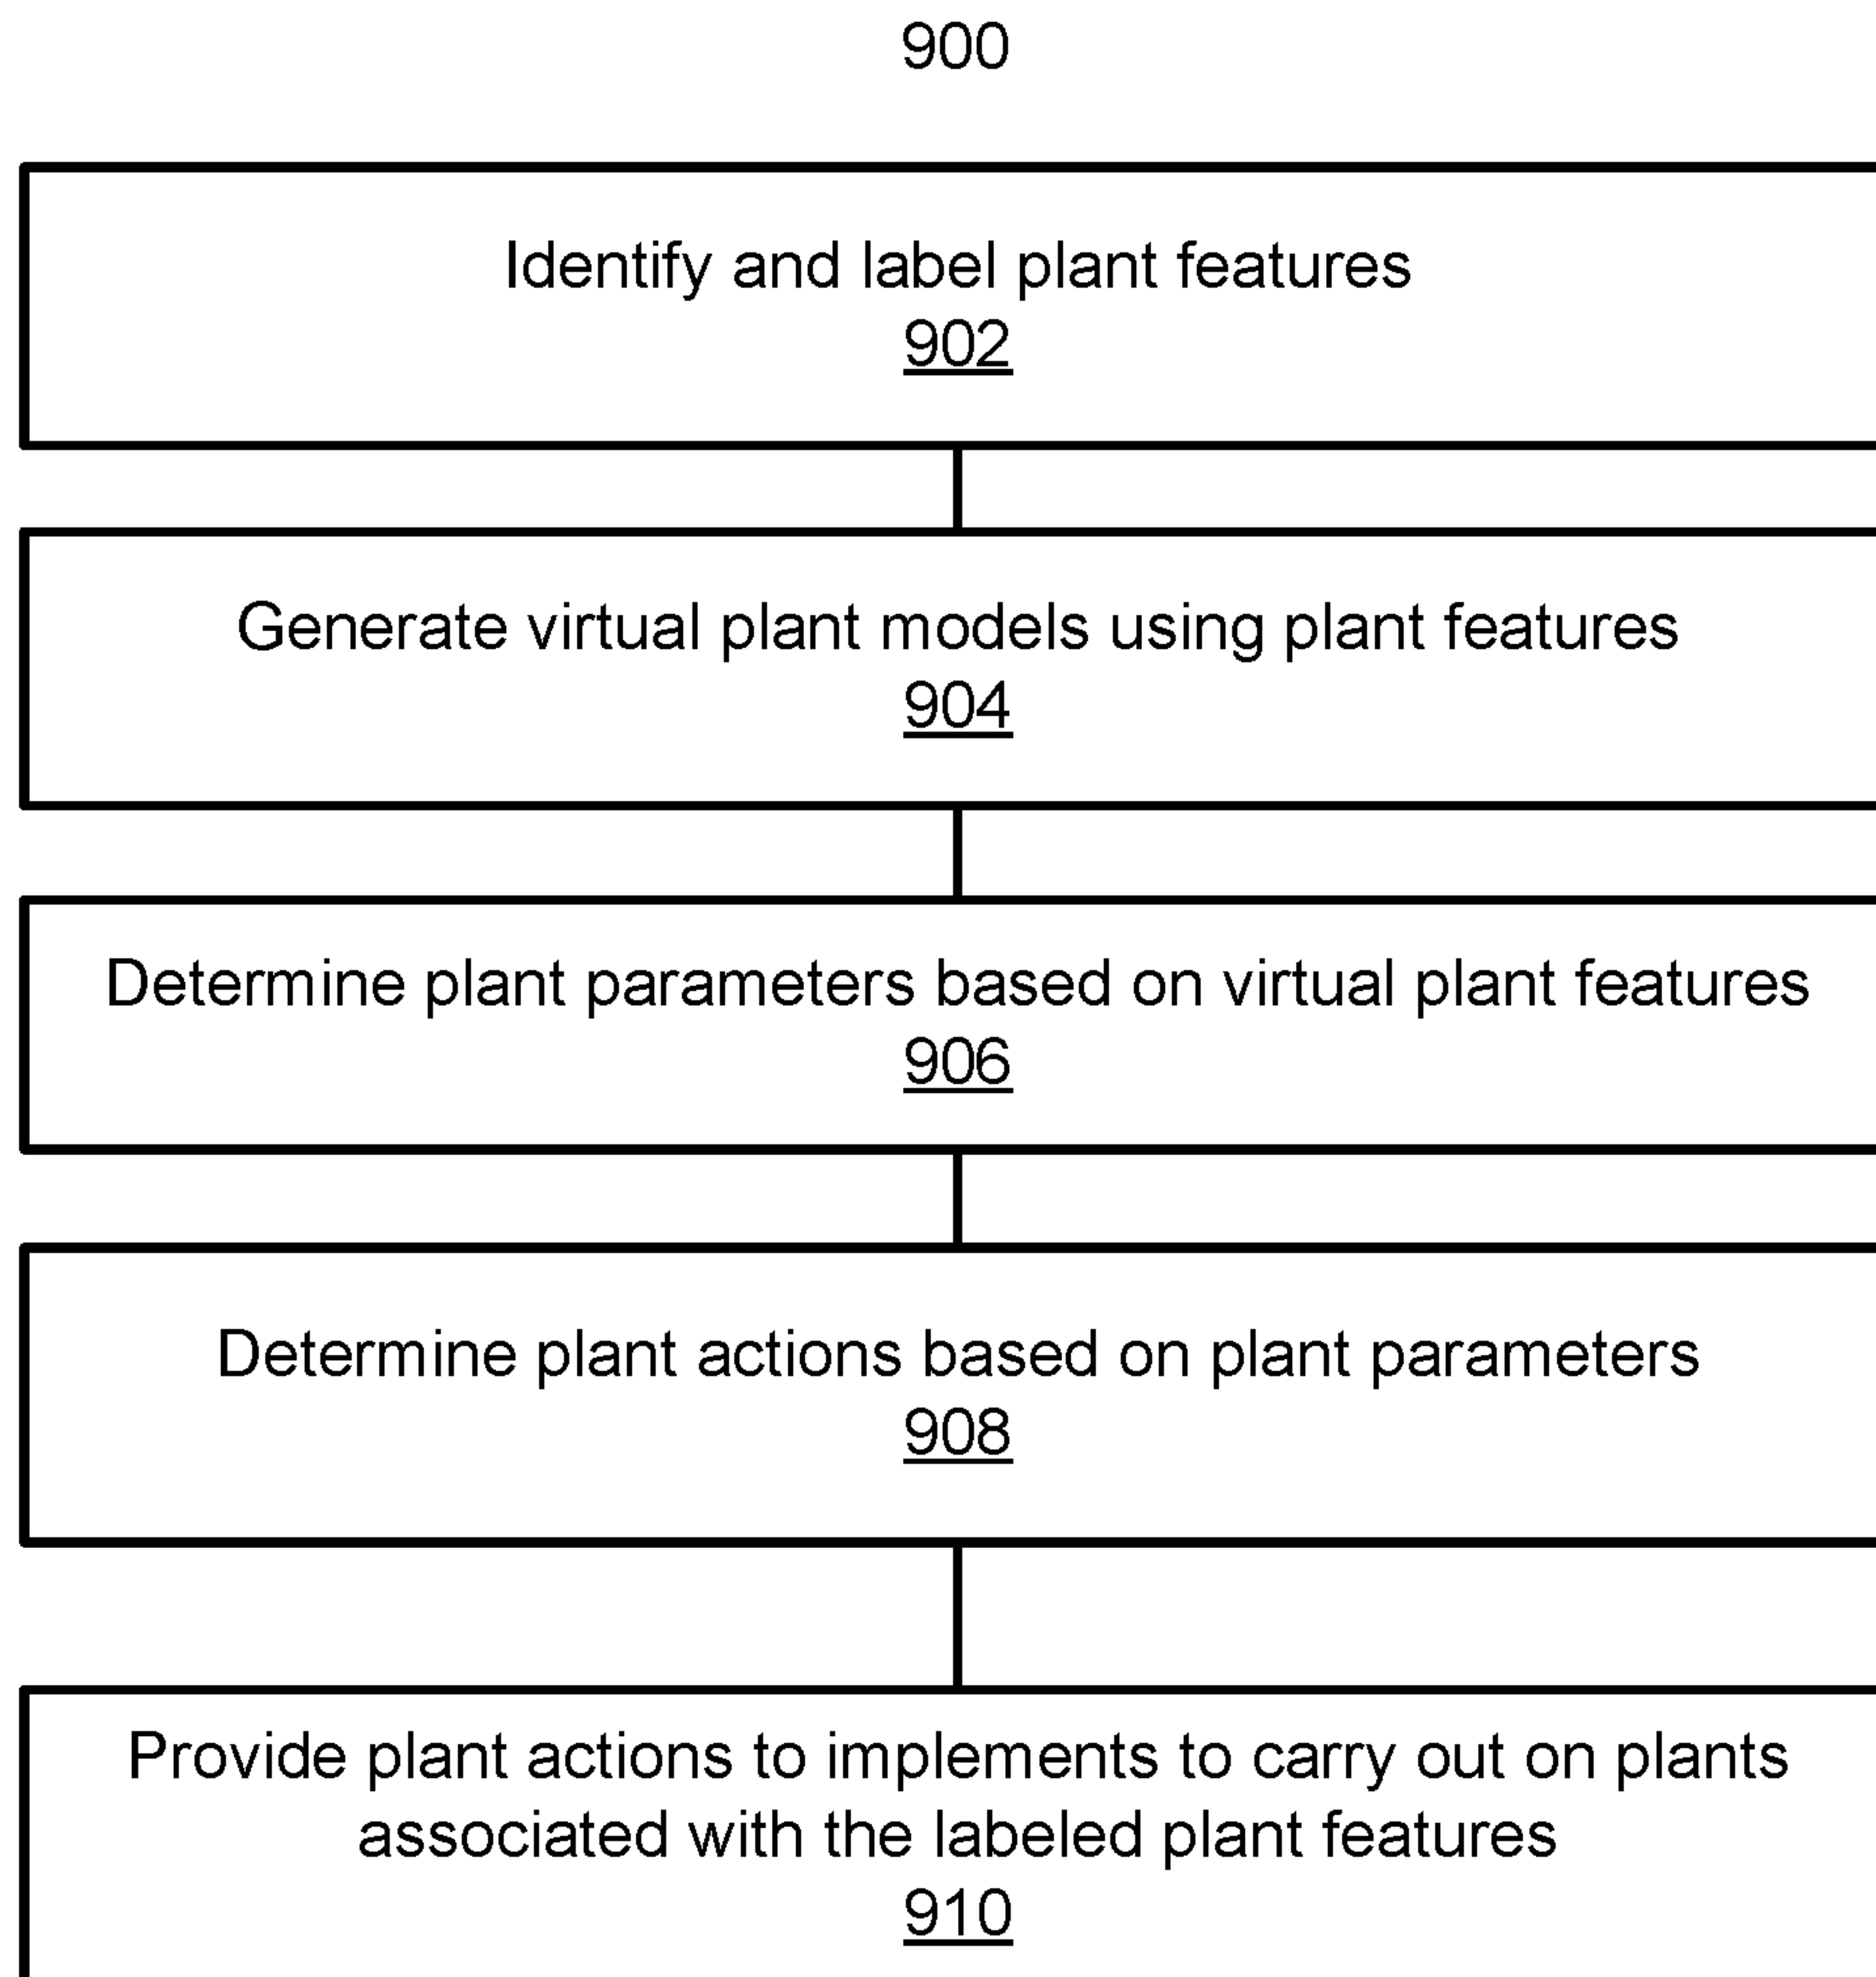 900
Identify and label plant features
902
Generate virtual plant models using plant features
904
Determine plant parameters based on virtual plant features
906
Determine plant actions based on plant parameters
908
Provide plant actions to implements to carry out on plants
associated with the labeled plant features
910